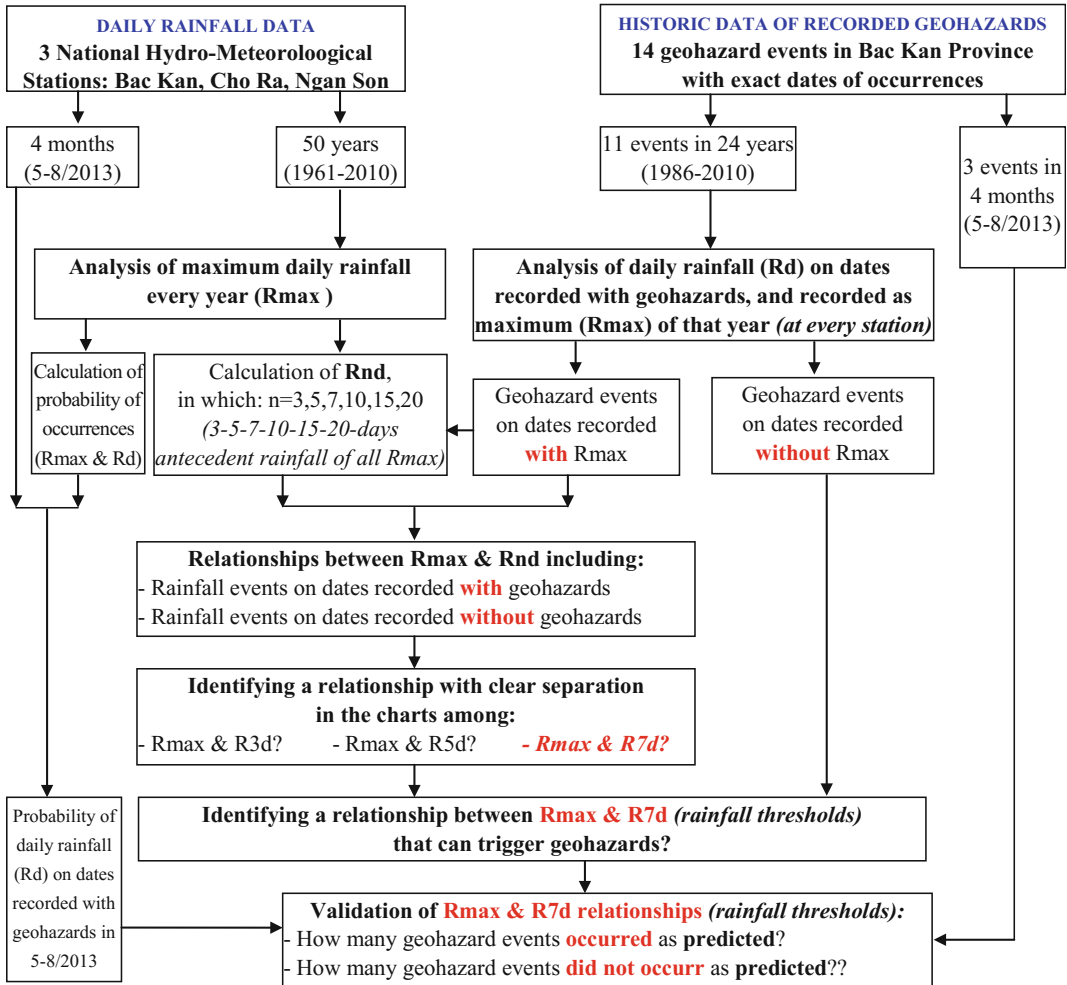 DAILY RAINFALL DATA
3 National Hydro-Meteoroloogical
Stations: Bac Kan, Cho Ra, Ngan Son
HISTORIC DATA OF RECORDED GEOHAZARDS
14 geohazard events in Bac Kan Province
with exact dates of occurrences
4 months
(5-8/2013)
50 years
(1961-2010)
11 events in 24 years
(1986-2010)
3 events in
4 months
(5-8/2013)
Analysis of maximum daily rainfall
every year (Rmax )
Analysis of daily rainfall (Rd) on dates
recorded with geohazards, and recorded as
maximum (Rmax) of that year (at every station)
Calculation of
probability of
occurrences
(Rmax & Rd)
Calculation of Rnd,
in which: n=3,5,7,10,15,20
(3-5-7-10-15-20-days
antecedent rainfall of all Rmax)
Geohazard events
on dates recorded
with Rmax
Geohazard events
on dates recorded
without Rmax
Relationships between Rmax & Rnd including:
- Rainfall events on dates recorded with geohazards
- Rainfall events on dates recorded without geohazards
Identifying a relationship with clear separation
in the charts among:
- Rmax & R3d? - Rmax & R5d? - Rmax & R7d?
Identifying a relationship between Rmax & R7d (rainfall thresholds)
that can trigger geohazards?
Probability of
daily rainfall
(Rd) on dates
recorded with
geohazards in
5-8/2013
Validation of Rmax & R7d relationships (rainfall thresholds):
- How many geohazard events occurred as predicted?
- How many geohazard events did not occurr as predicted??